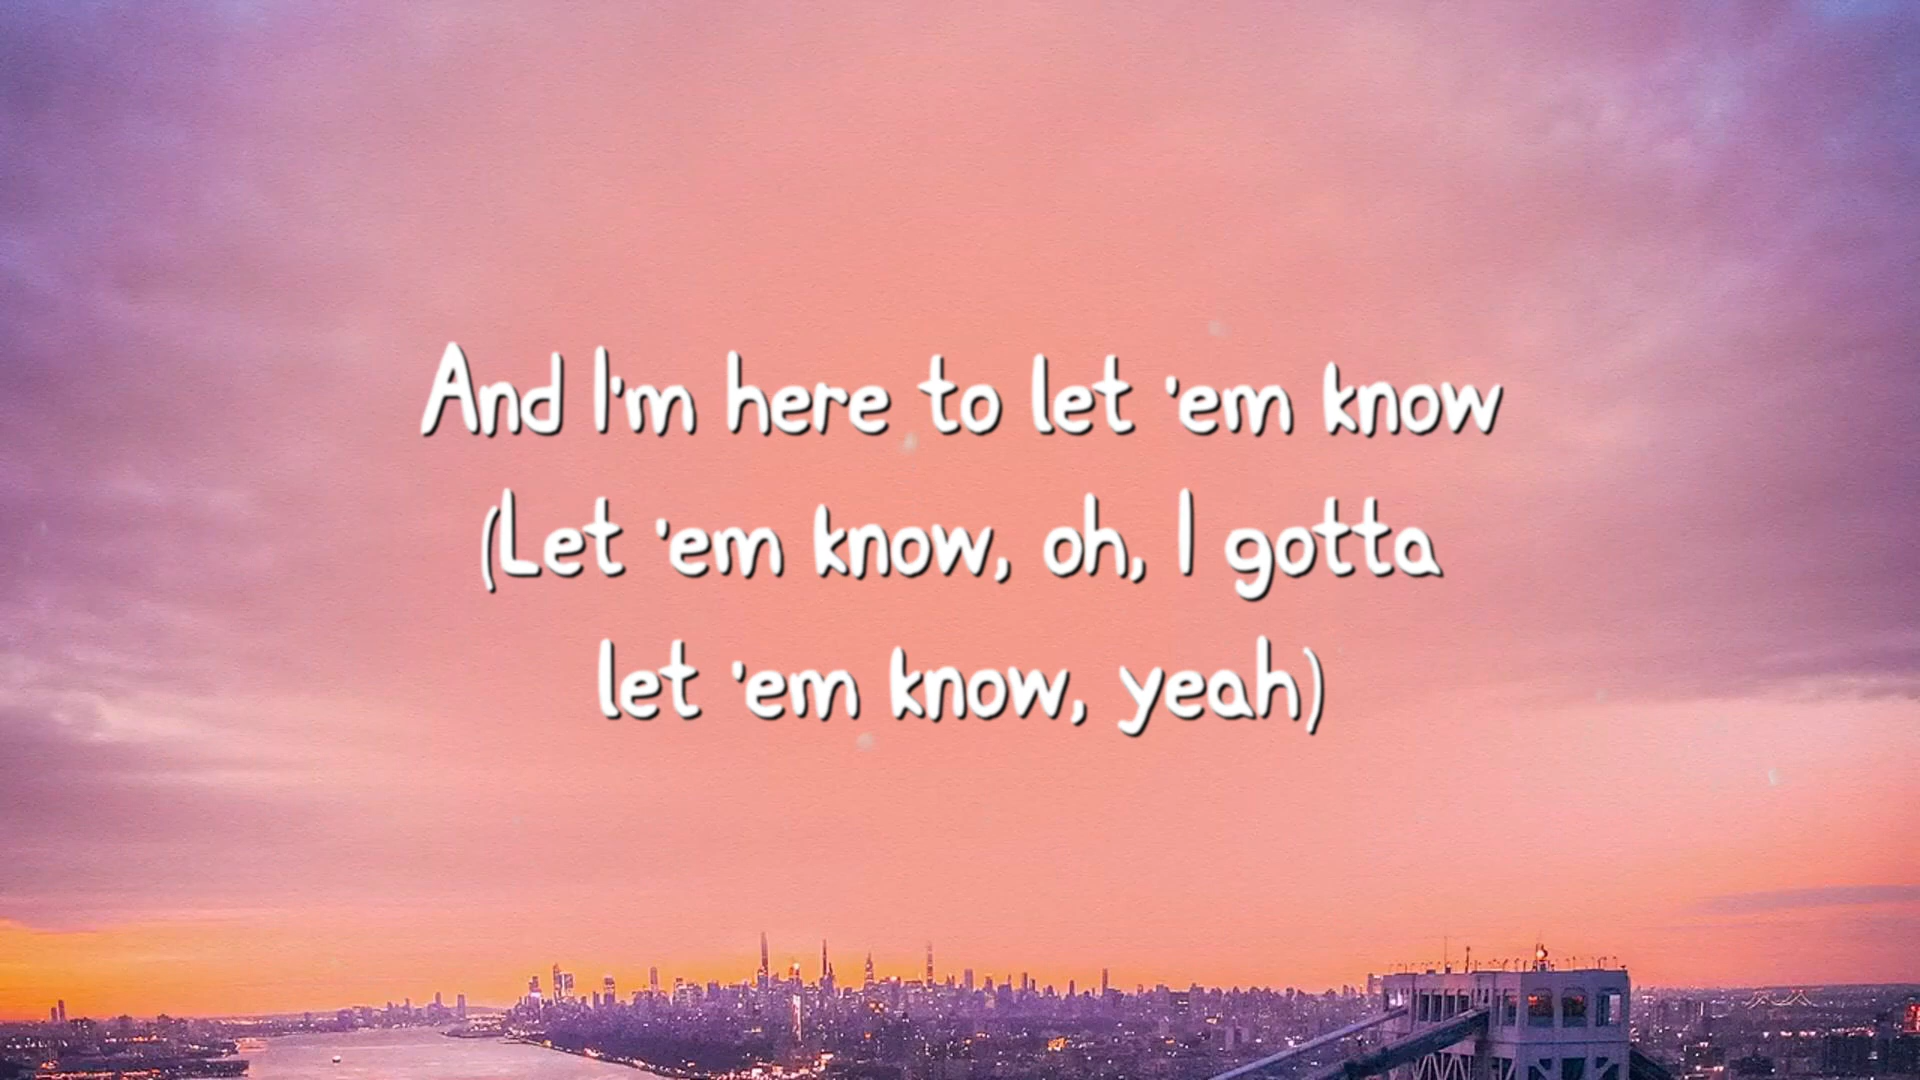 And I'm here to let 'em know
(Let 'em know, oh, I gotta
let 'em know, yeah)